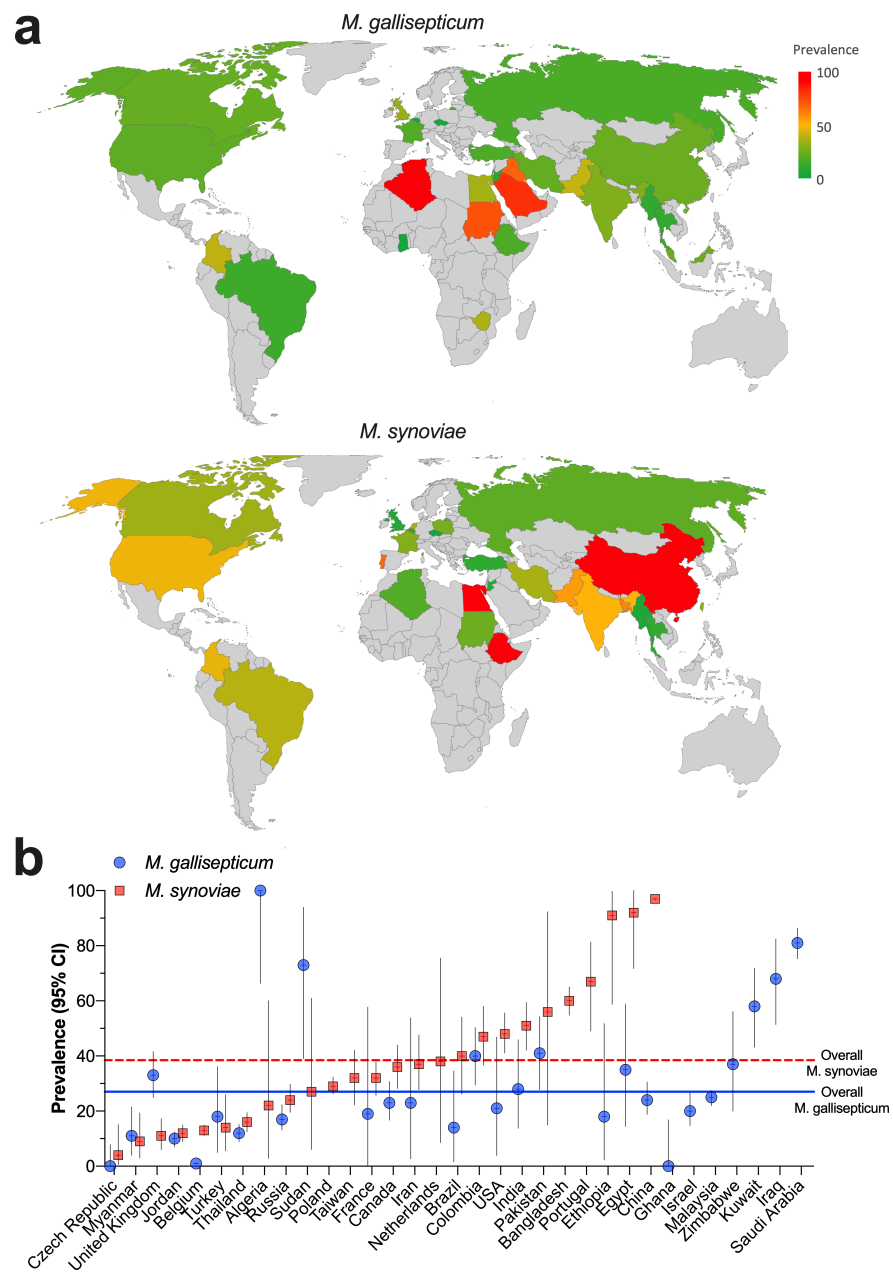 a
M. gallisepticum
Prevalence
100
50
0
M. synoviae
b
M. gallisepticum
M. synoviae
Prevalence (95% CI)
100
80
60
40
20
0
Overall
M. synoviae
Overall
M. gallisepticum
Czech Republic
Myanmar
United Kingdom
Jordan
Belgium
Turkey
Thailand
Algeria
Russia
Sudan
Poland
Taiwan
France
Canada
Iran
Netherlands
Brazil
Colombia
USA
India
Pakistan
Bangladesh
Portugal
Ethiopia
Egypt
China
Ghana
Israel
Malaysia
Zimbabwe
Kuwait
Iraq
Saudi Arabia